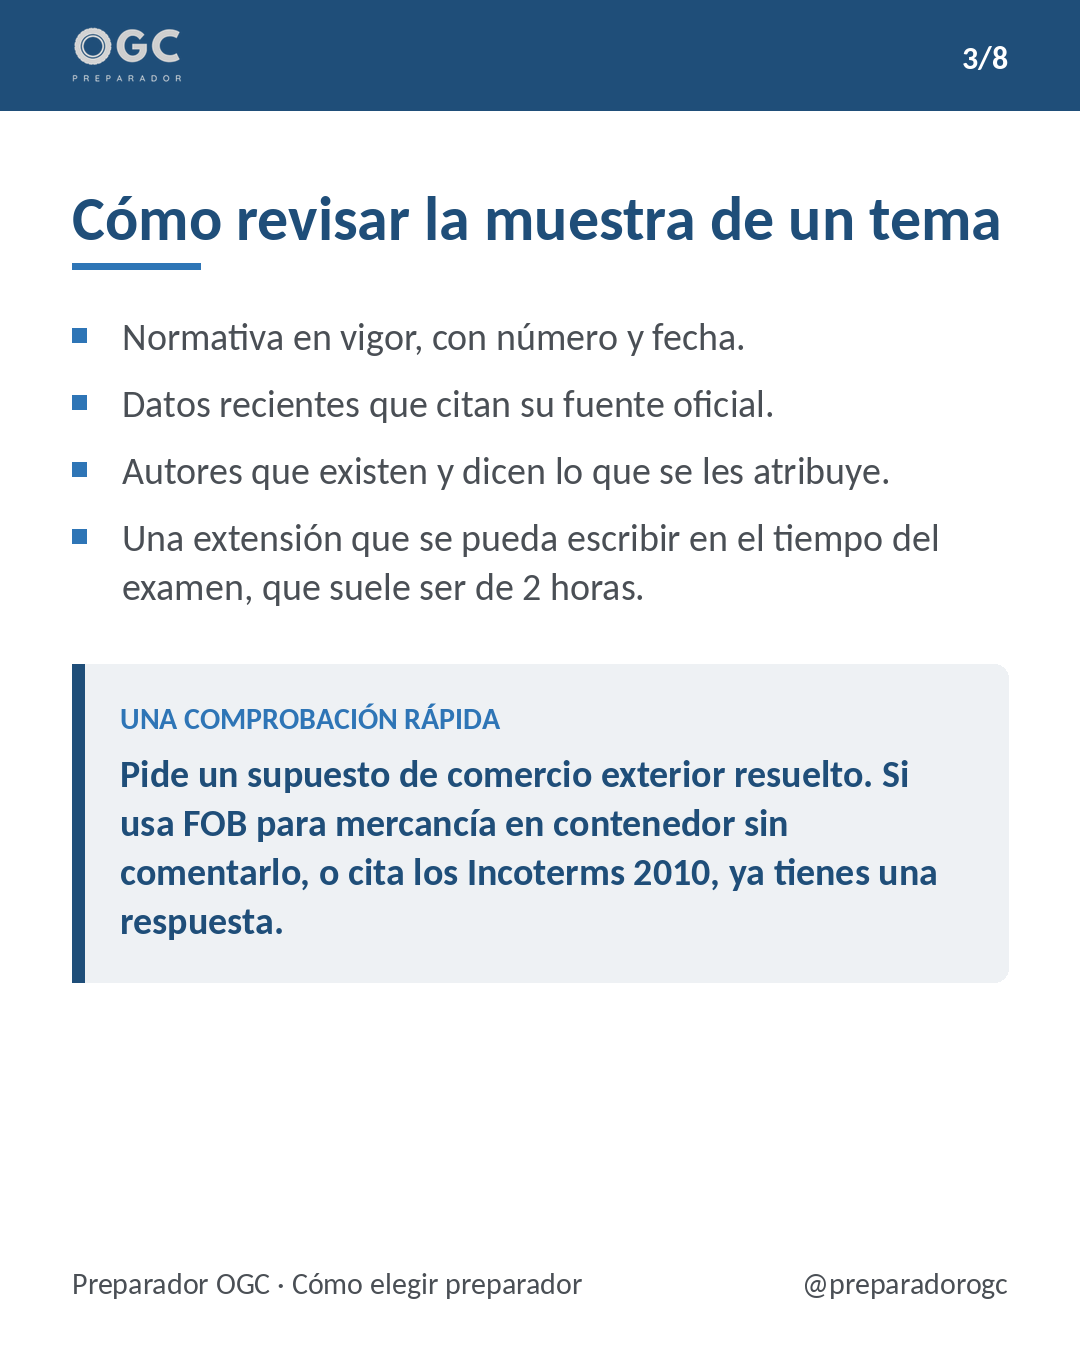 OGC
PREPARADOR
3/8
Cómo revisar la muestra de un tema
Normativa en vigor, con número y fecha.
Datos recientes que citan su fuente oficial.
Autores que existen y dicen lo que se les atribuye.
Una extensión que se pueda escribir en el tiempo del
examen, que suele ser de 2 horas.
UNA COMPROBACIÓN RÁPIDA
Pide un supuesto de comercio exterior resuelto. Si
usa FOB para mercancía en contenedor sin
comentarlo, o cita los Incoterms 2010, ya tienes una
respuesta.
Preparador OGC · Cómo elegir preparador
@preparadorogc